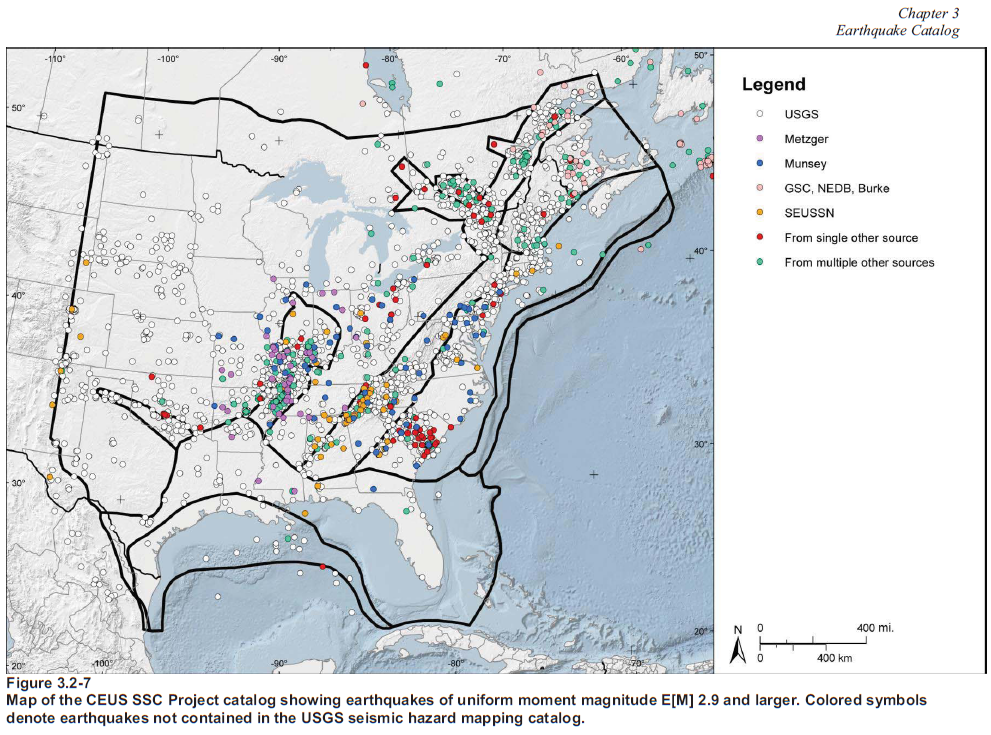 Chapter 3
Earthquake Catalog
-110°
-100°
-90°
-80°
-70°
-60°
50°
50°
40°
40°
30°
30°
20°
20°
-100°
-90°
-80°
-70°
Legend
USGS
Metzger
Munsey
GSC, NEDB, Burke
SEUSSN
From single other source
From multiple other sources
N
0 400 mi.
0 400 km
Figure 3.2-7
Map of the CEUS SSC Project catalog showing earthquakes of uniform moment magnitude E[M] 2.9 and larger. Colored symbols
denote earthquakes not contained in the USGS seismic hazard mapping catalog.